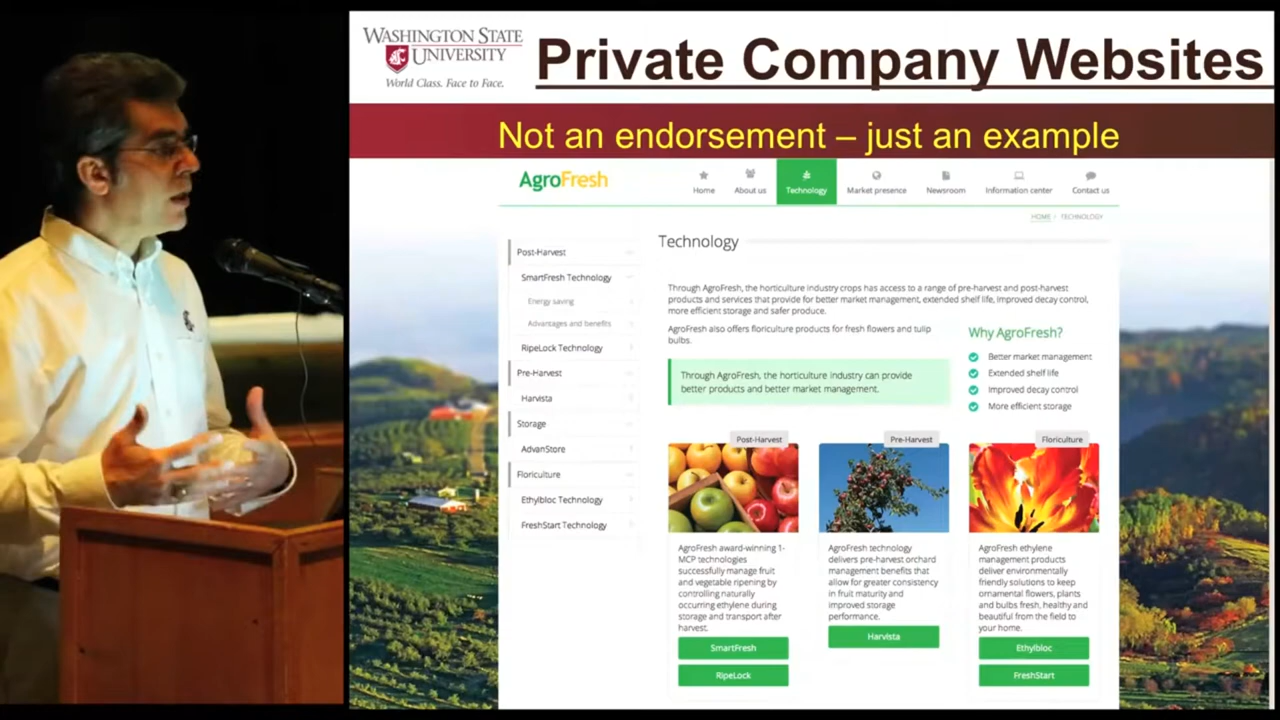 WASHINGTON STATE
UNIVERSITY
World Class. Face to Face.
Private Company Websites
Not an endorsement – just an example
AgroFresh
Home
About us
Technology
Market presence
Newsroom
Information center
Contact us
HOME / TECHNOLOGY
Post-Harvest
SmartFresh Technology
Energy saving
Advantages and benefits
RipeLock Technology
Pre-Harvest
Harvista
Storage
AdvanStore
Floriculture
Ethylbloc Technology
FreshStart Technology
Technology
Through AgroFresh, the horticulture industry crops has access to a range of pre-harvest and post-harvest
products and services that provide for better market management, extended shelf life, improved decay control,
more efficient storage and safer produce.
AgroFresh also offers floriculture products for fresh flowers and tulip
bulbs.
Through AgroFresh, the horticulture industry can provide
better products and better market management.
Why AgroFresh?
Better market management
Extended shelf life
Improved decay control
More efficient storage
Post-Harvest
AgroFresh award-winning 1-
MCP technologies
successfully manage fruit
and vegetable ripening by
controlling naturally
occurring ethylene during
storage and transport after
harvest.
SmartFresh
RipeLock
Pre-Harvest
AgroFresh technology
delivers pre-harvest orchard
management benefits that
allow for greater consistency
in fruit maturity and
improved storage
performance.
Harvista
Floriculture
AgroFresh ethylene
management products
deliver environmentally
friendly solutions to keep
ornamental flowers, plants
and bulbs fresh, healthy and
beautiful from the field to
your home.
Ethylbloc
FreshStart